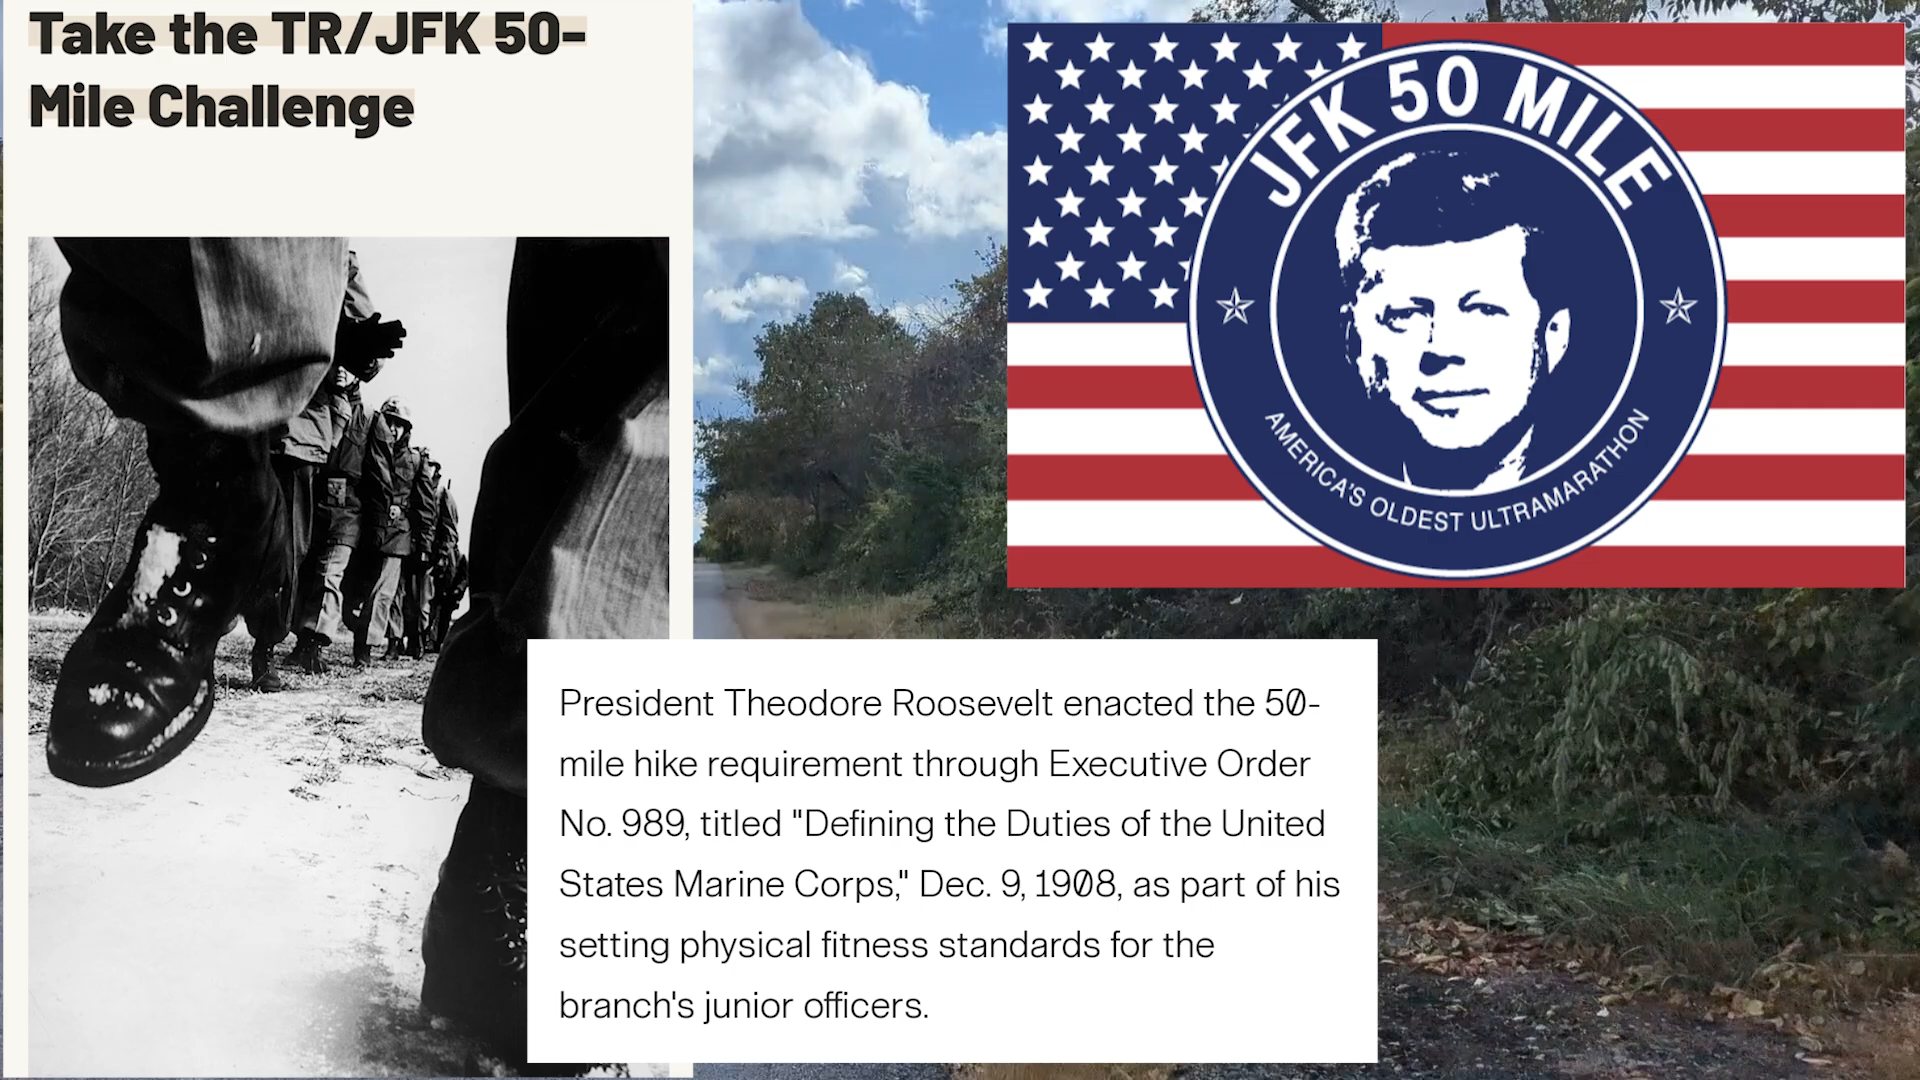 Take the TR/JFK 50-
Mile Challenge
JFK 50 MILE
AMERICA'S OLDEST ULTRAMARATHON
President Theodore Roosevelt enacted the 50-
mile hike requirement through Executive Order
No. 989, titled "Defining the Duties of the United
States Marine Corps," Dec. 9, 1908, as part of his
setting physical fitness standards for the
branch's junior officers.